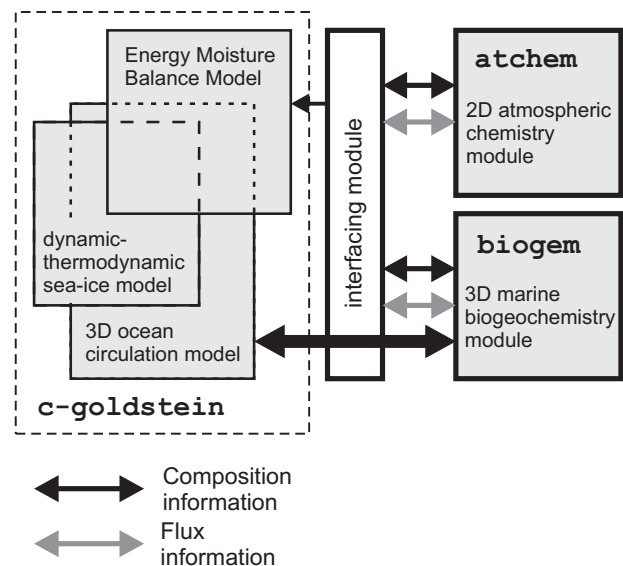 Energy Moisture
Balance Model
dynamic-
thermodynamic
sea-ice model
3D ocean
circulation model
c-goldstein
interfacing module
atchem
2D atmospheric
chemistry
module
biogem
3D marine
biogeochemistry
module
Composition
information
Flux
information